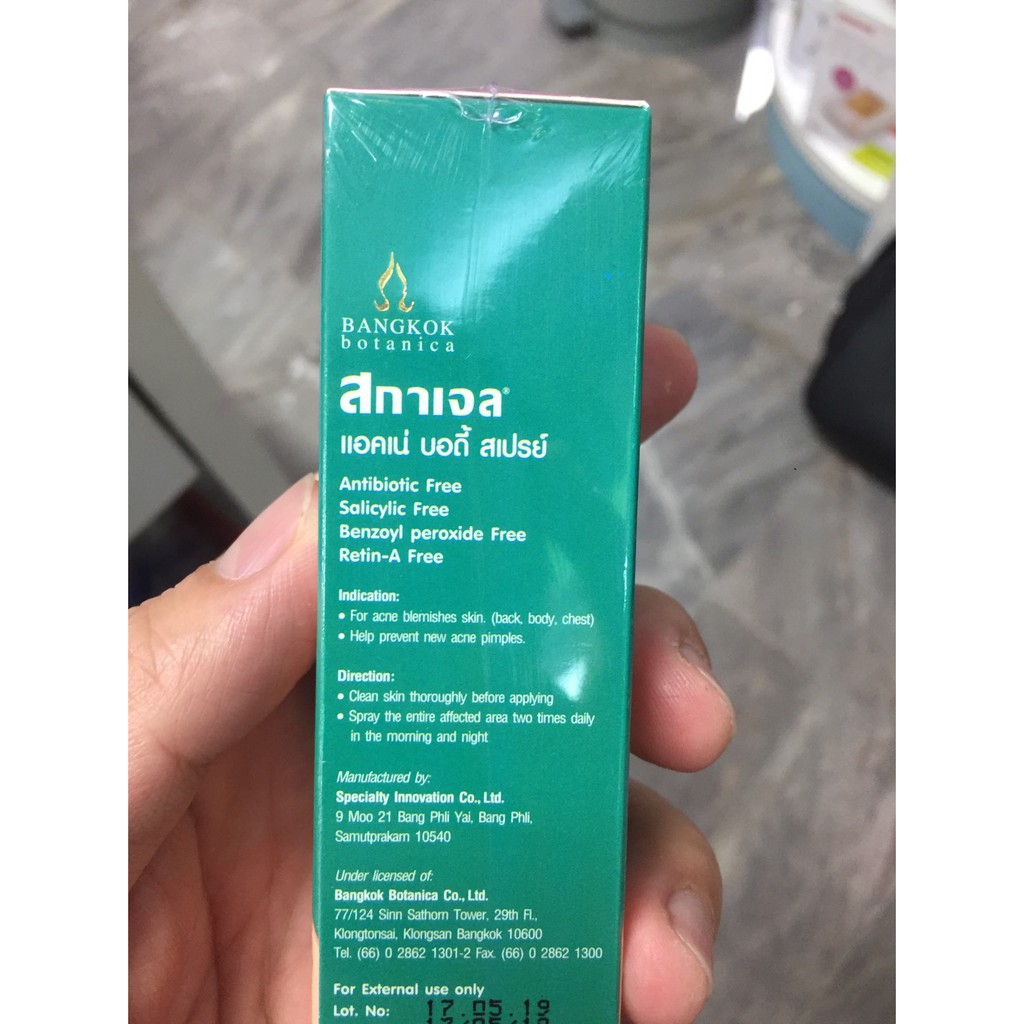 BANGKOK
botanica
สกาเจล®
แอคเน่ บอดี้ สเปรย์
Antibiotic Free
Salicylic Free
Benzoyl peroxide Free
Retin-A Free
Indication:
• For acne blemishes skin. (back, body, chest)
• Help prevent new acne pimples.
Direction:
• Clean skin thoroughly before applying
• Spray the entire affected area two times daily
in the morning and night
Manufactured by:
Specialty Innovation Co., Ltd.
9 Moo 21 Bang Phli Yai, Bang Phli,
Samutprakarn 10540
Under licensed of:
Bangkok Botanica Co., Ltd.
77/124 Sinn Sathorn Tower, 29th Fl.,
Klongtonsai, Klongsan Bangkok 10600
Tel. (66) 0 2862 1301-2 Fax. (66) 0 2862 1300
For External use only
Lot. No: 17.05.19